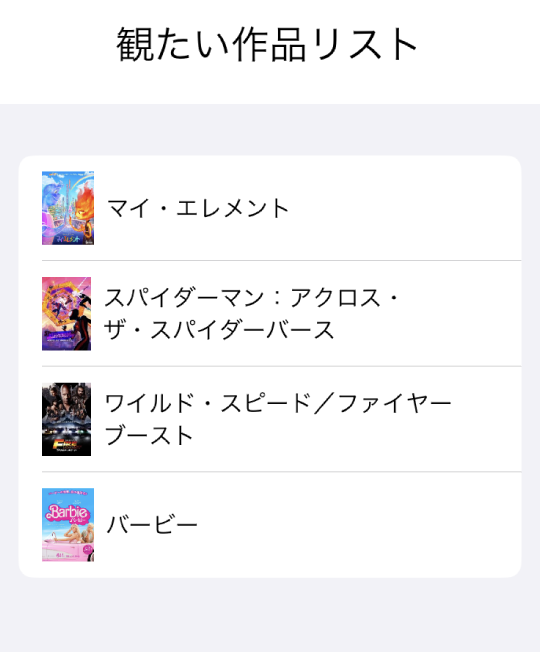 観たい作品リスト
マイ・エレメント
スパイダーマン：アクロス・
ザ・スパイダーバース
ワイルド・スピード／ファイヤー
ブースト
Barbie
バービー